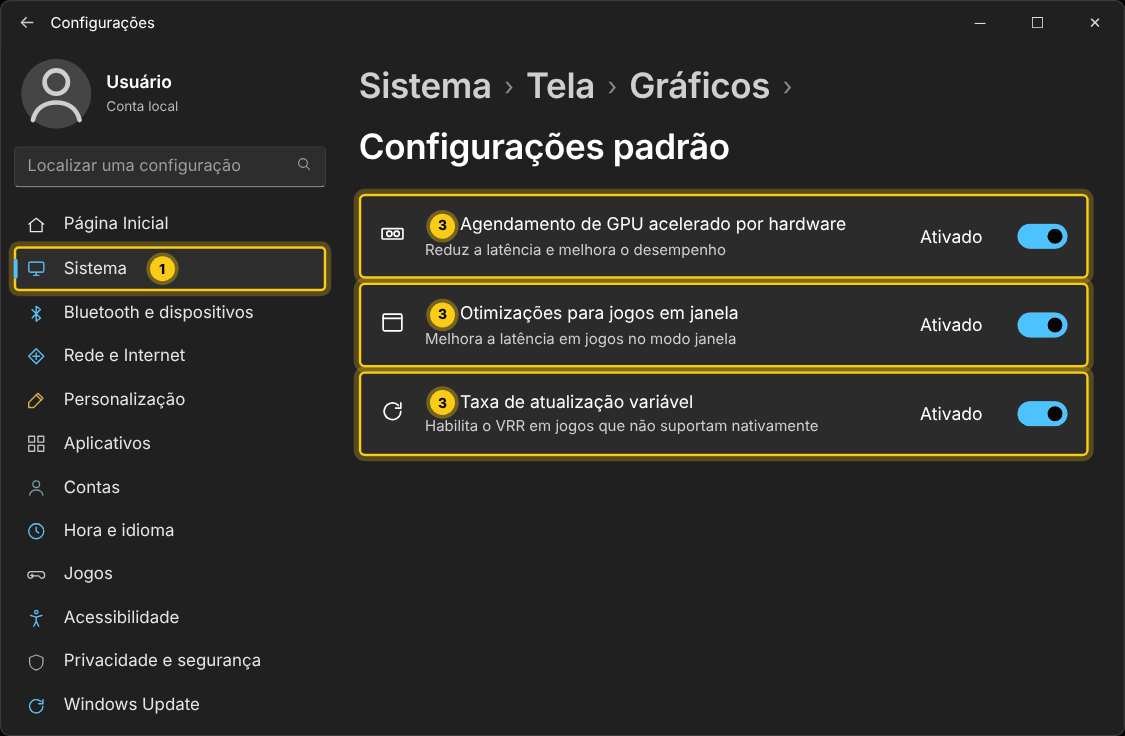 Configurações
Usuário
Conta local
Localizar uma configuração
Página Inicial
Sistema 1
Bluetooth e dispositivos
Rede e Internet
Personalização
Aplicativos
Contas
Hora e idioma
Jogos
Acessibilidade
Privacidade e segurança
Windows Update
Sistema › Tela › Gráficos ›
Configurações padrão
3 Agendamento de GPU acelerado por hardware
Reduz a latência e melhora o desempenho
Ativado
3 Otimizações para jogos em janela
Melhora a latência em jogos no modo janela
Ativado
3 Taxa de atualização variável
Habilita o VRR em jogos que não suportam nativamente
Ativado